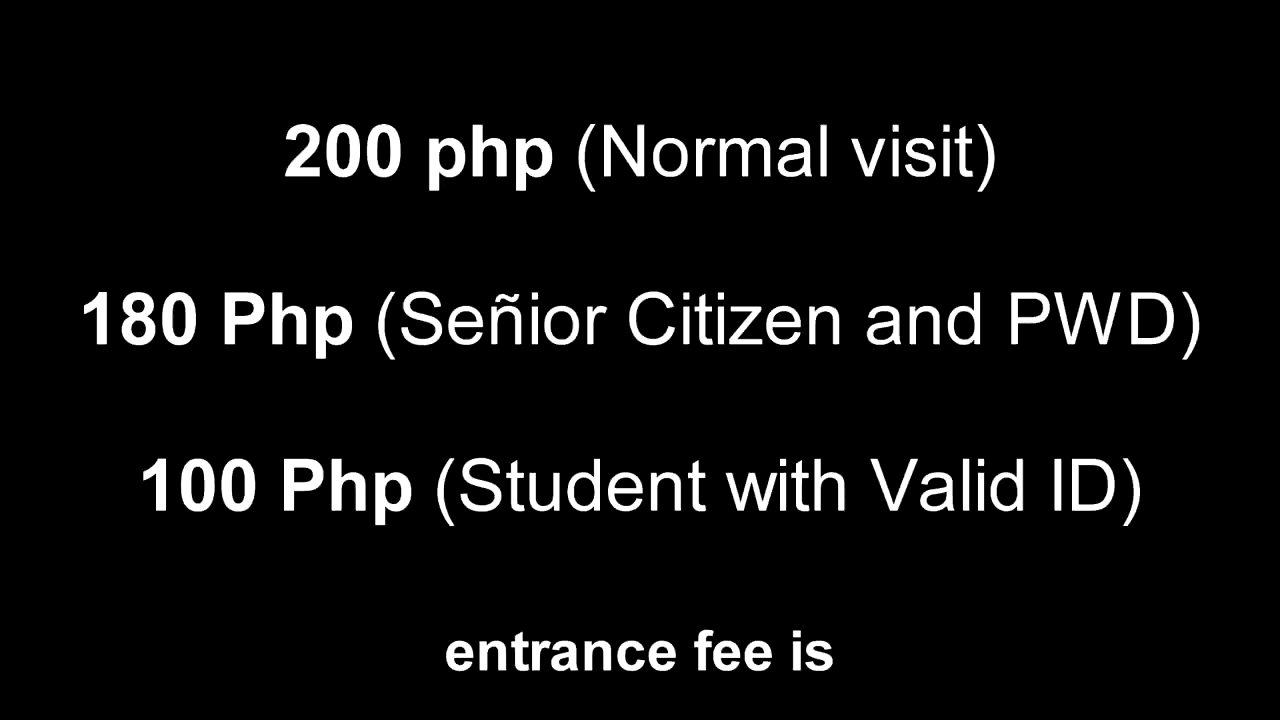 200 php (Normal visit)
180 Php (Señior Citizen and PWD)
100 Php (Student with Valid ID)
entrance fee is